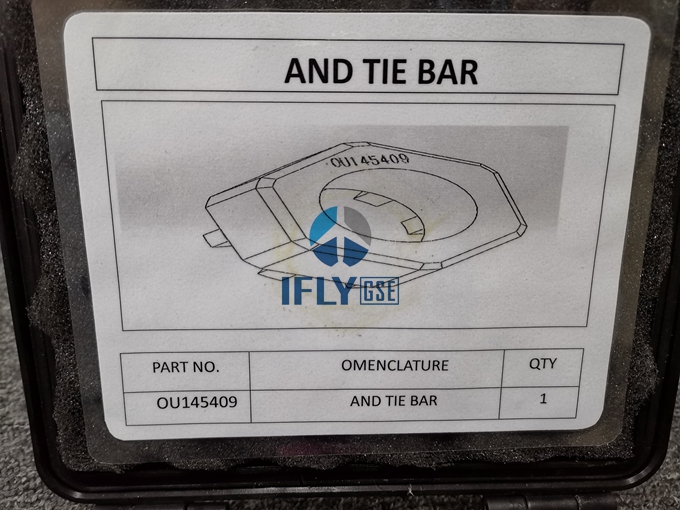 AND TIE BAR
OU145409
IFLY GSE
PART NO.
OMENCLATURE
QTY
OU145409
AND TIE BAR
1